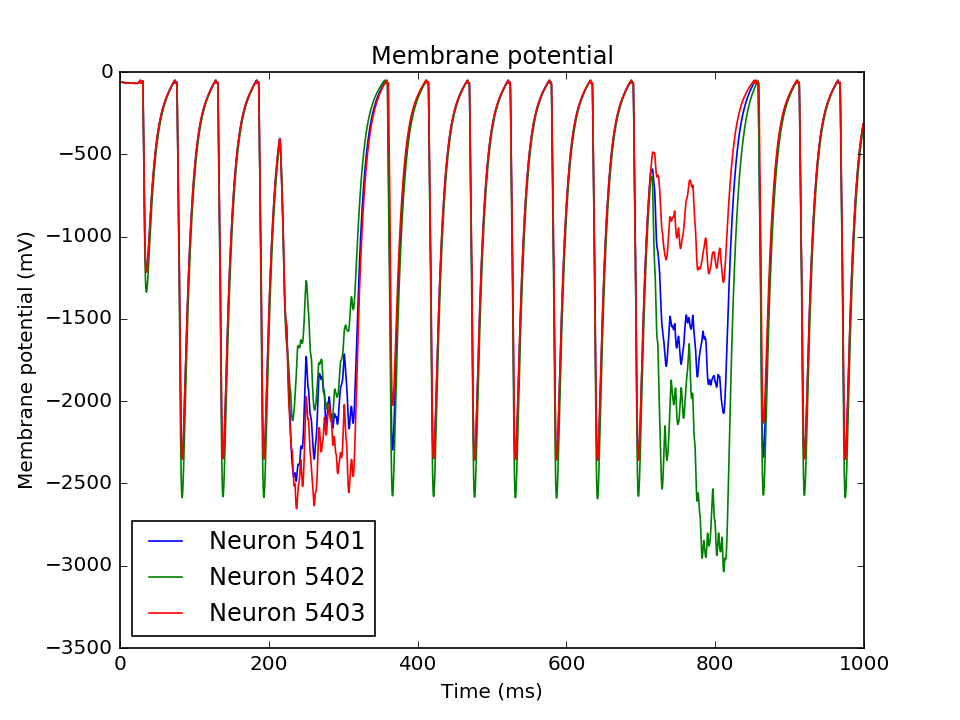 Membrane potential
Membrane potential (mV)
0
−500
−1000
−1500
−2000
−2500
−3000
−3500
Neuron 5401
Neuron 5402
Neuron 5403
0 200 400 600 800 1000
Time (ms)